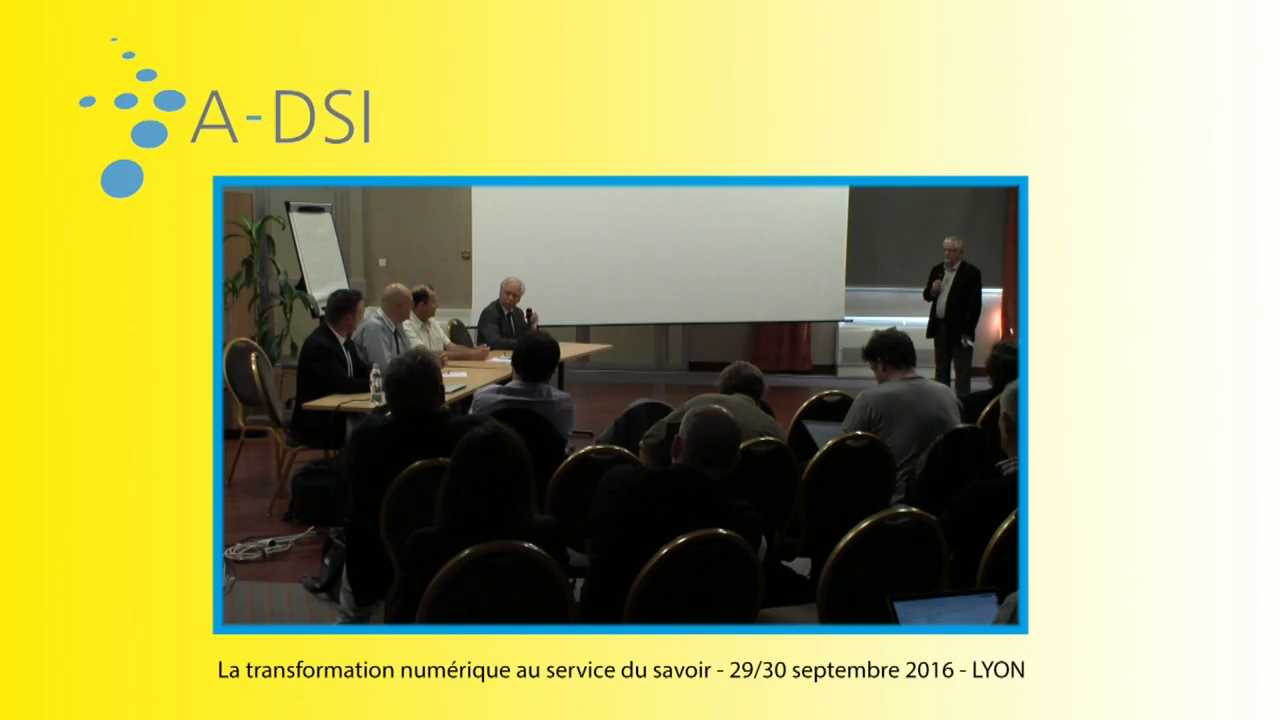 A-DSI
La transformation numérique au service du savoir - 29/30 septembre 2016 - LYON